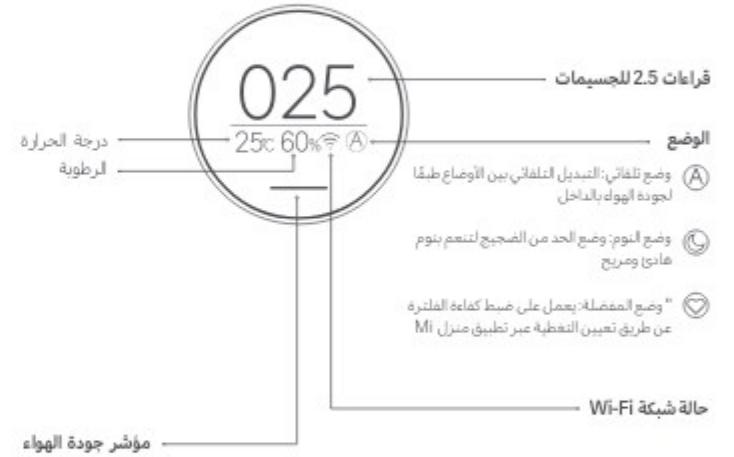 025
25℃ 60% Ⓐ
قراءات 2.5 للجسيمات
الوضع
وضع تلقائي: التبديل التلقائي بين الأوضاع طبقًا
لجودة الهواء بالداخل
وضع النوم: وضع الحد من الضجيج لتنعم بنوم
هادئ ومريح
"وضع المفضلة: يعمل على ضبط كفاءة الفلترة
عن طريق تعيين التغطية عبر تطبيق منزل Mi
حالة شبكة Wi-Fi
درجة الحرارة
الرطوبة
مؤشر جودة الهواء